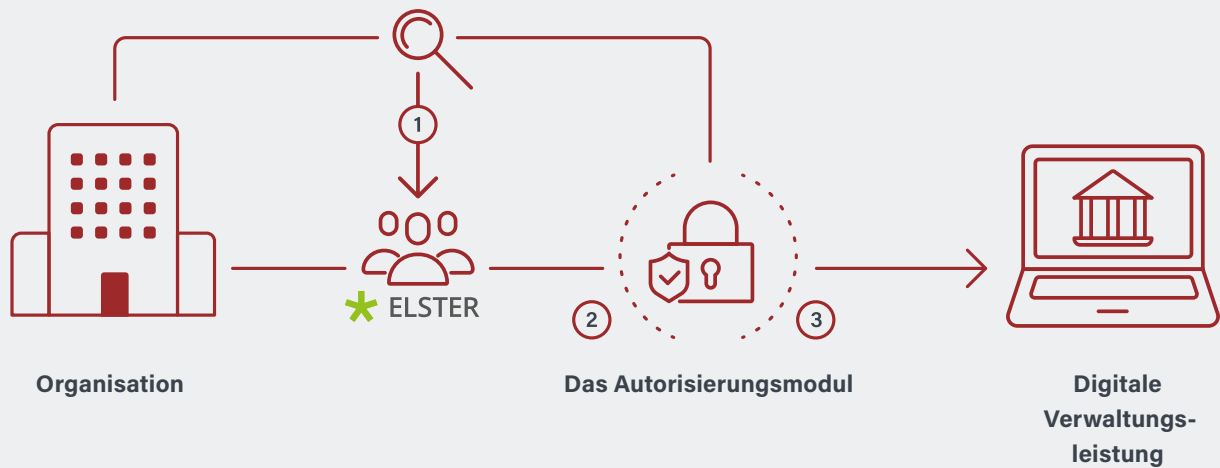 1
ELSTER
2
3
Organisation
Das Autorisierungsmodul
Digitale
Verwaltungs-
leistung